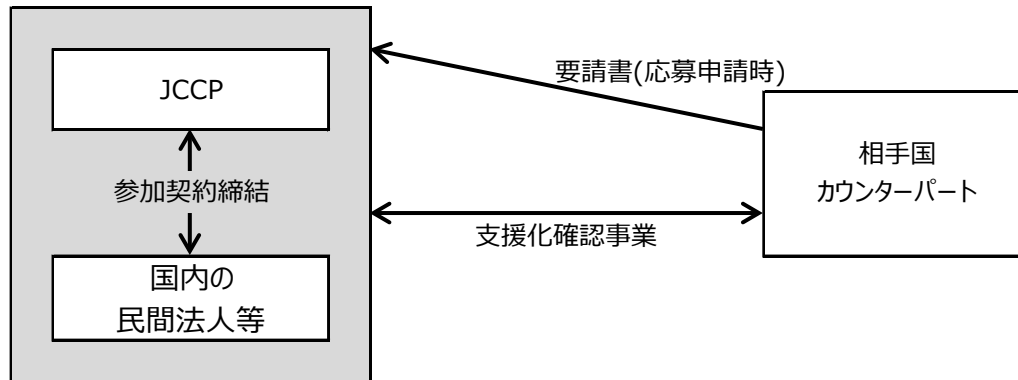 JCCP
要請書(応募申請時)
相手国
カウンターパート
参加契約締結
支援化確認事業
国内の
民間法人等